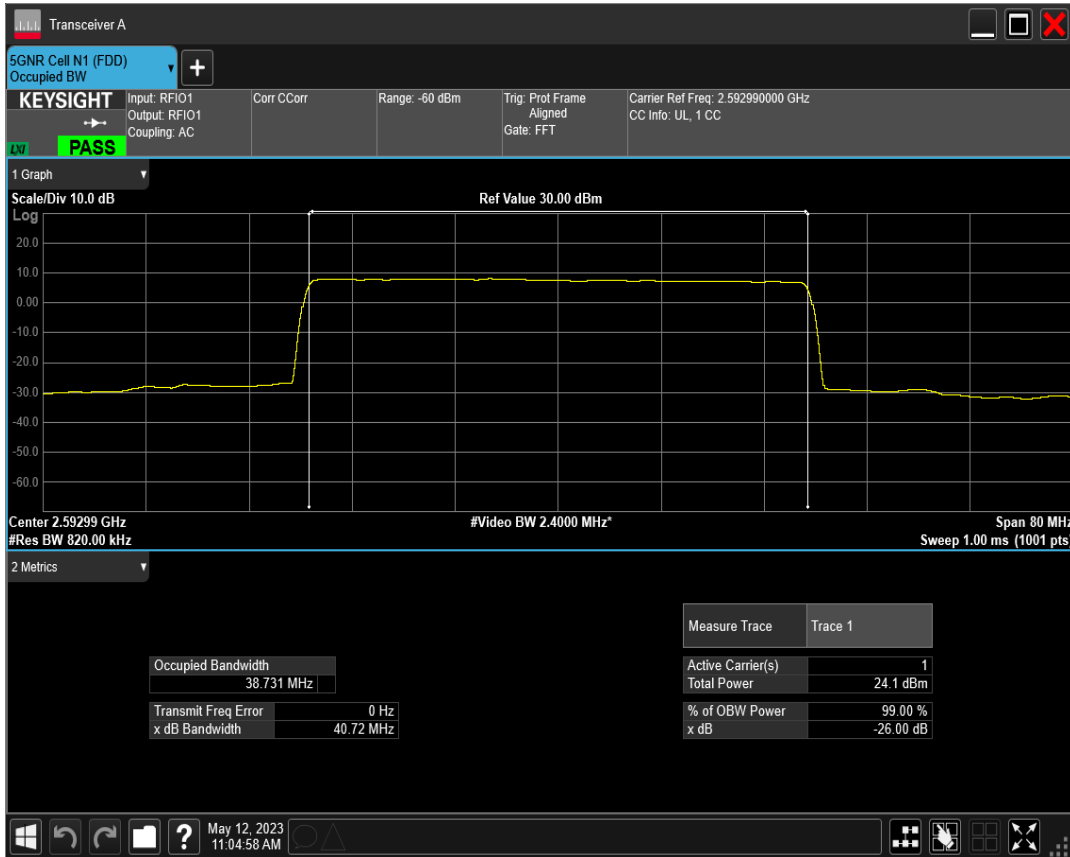 Transceiver A
5GNR Cell N1 (FDD)
Occupied BW
+
KEYSIGHT
LXI
PASS
Input: RFIO1
Output: RFIO1
Coupling: AC
Corr CCorr
Range: -60 dBm
Trig: Prot Frame
Aligned
Gate: FFT
Carrier Ref Freq: 2.592990000 GHz
CC Info: UL, 1 CC
1 Graph
Scale/Div 10.0 dB
Ref Value 30.00 dBm
Log
20.0
10.0
0.00
-10.0
-20.0
-30.0
-40.0
-50.0
-60.0
Center 2.59299 GHz
#Video BW 2.4000 MHz*
Span 80 MHz
#Res BW 820.00 kHz
Sweep 1.00 ms (1001 pts)
2 Metrics
Measure Trace Trace 1
Occupied Bandwidth
38.731 MHz
Active Carrier(s) 1
Total Power 24.1 dBm
Transmit Freq Error 0 Hz
x dB Bandwidth 40.72 MHz
% of OBW Power 99.00 %
x dB -26.00 dB
?
May 12, 2023
11:04:58 AM